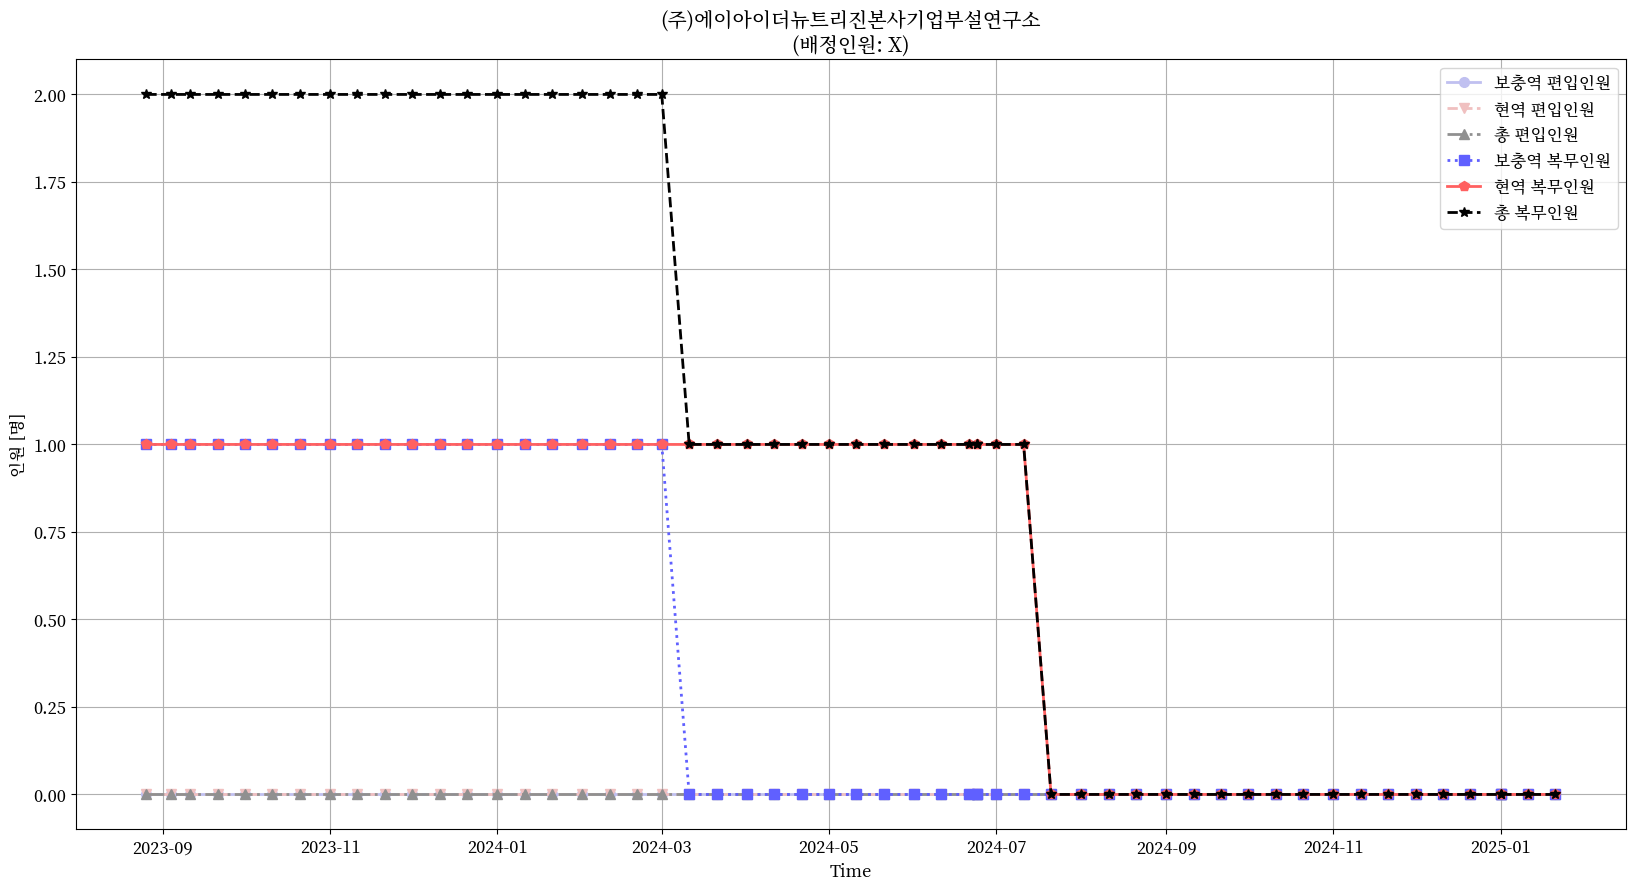 (주)에이아이더뉴트리진본사기업부설연구소
(배정인원: X)
보충역 편입인원
현역 편입인원
총 편입인원
보충역 복무인원
현역 복무인원
총 복무인원
인원 [명]
2.00
1.75
1.50
1.25
1.00
0.75
0.50
0.25
0.00
2023-09
2023-11
2024-01
2024-03
2024-05
2024-07
2024-09
2024-11
2025-01
Time